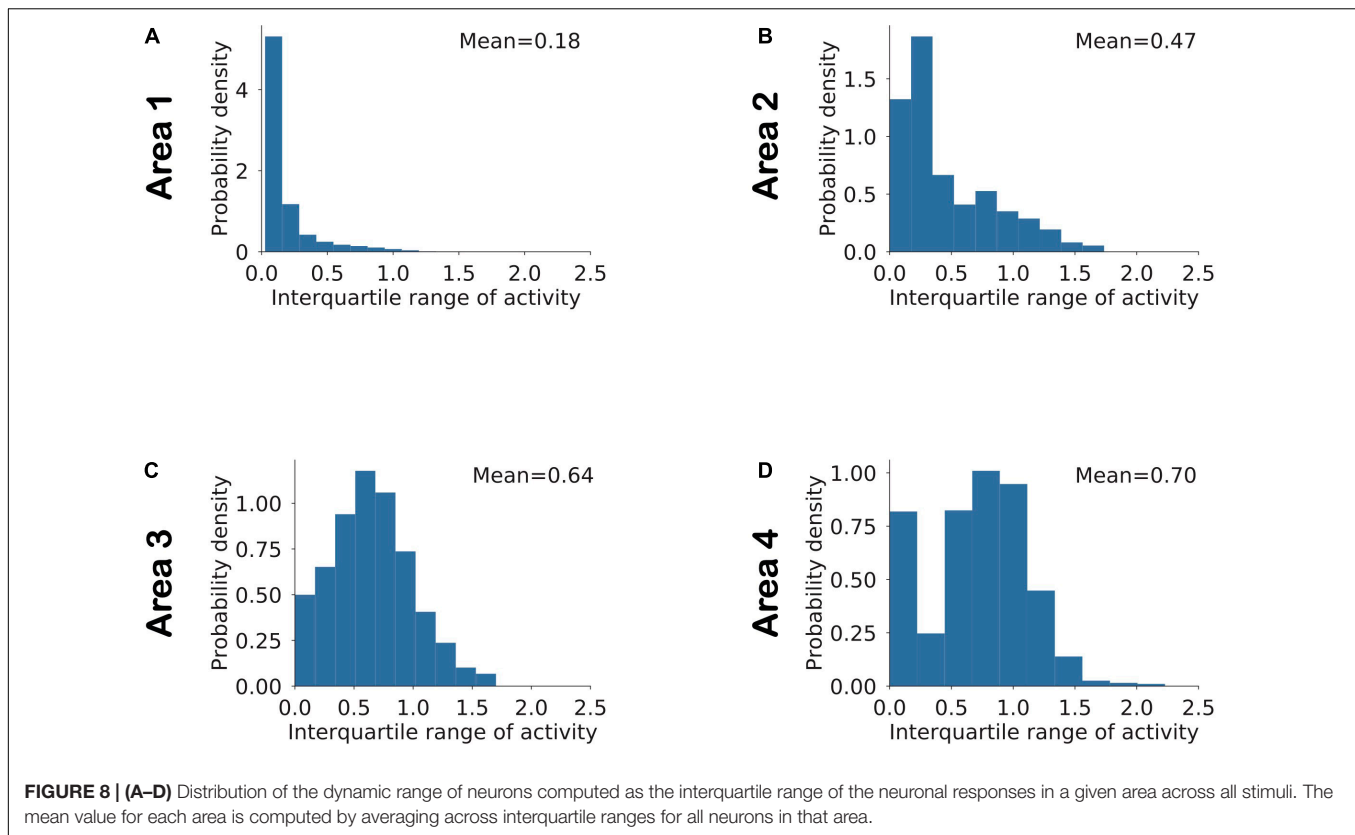 A
Mean=0.18
Area 1
Probability density
4
2
0
0.0 0.5 1.0 1.5 2.0 2.5
Interquartile range of activity
B
Mean=0.47
Area 2
Probability density
1.5
1.0
0.5
0.0
0.0 0.5 1.0 1.5 2.0 2.5
Interquartile range of activity
C
Mean=0.64
Area 3
Probability density
1.00
0.75
0.50
0.25
0.00
0.0 0.5 1.0 1.5 2.0 2.5
Interquartile range of activity
D
Mean=0.70
Area 4
Probability density
1.00
0.75
0.50
0.25
0.00
0.0 0.5 1.0 1.5 2.0 2.5
Interquartile range of activity
FIGURE 8 | (A–D) Distribution of the dynamic range of neurons computed as the interquartile range of the neuronal responses in a given area across all stimuli. The
mean value for each area is computed by averaging across interquartile ranges for all neurons in that area.